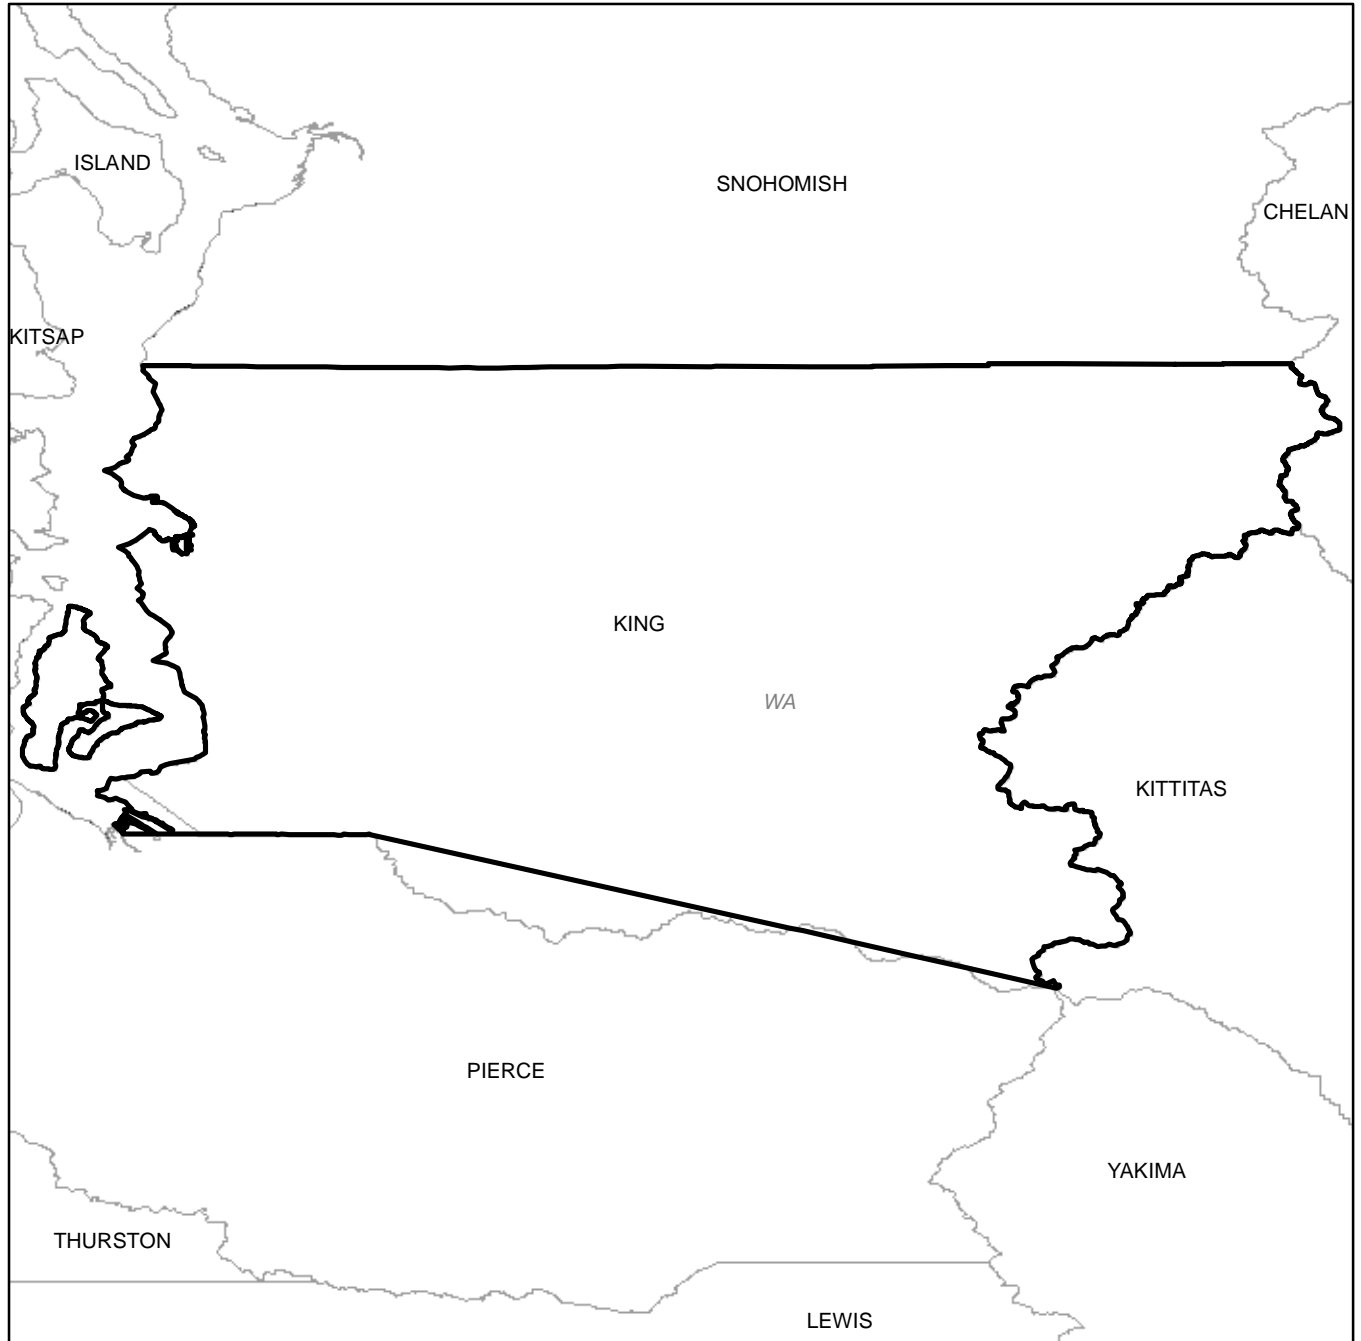 ISLAND
SNOHOMISH
CHELAN
KITSAP
KING
WA
KITTITAS
PIERCE
YAKIMA
THURSTON
LEWIS